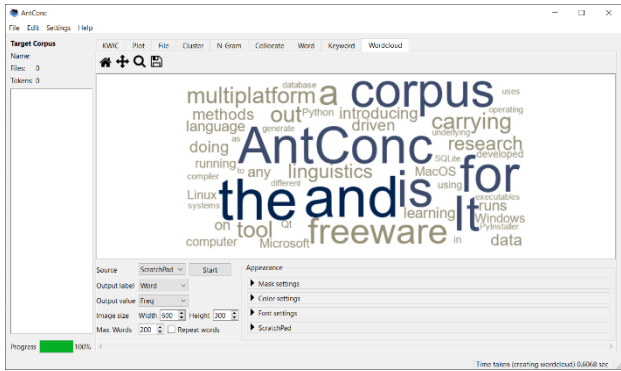 AntConc
File Edit Settings Help
Target Corpus
Name:
Files: 0
Tokens: 0
KWIC Plot File Cluster N-Gram Collocate Word Keyword Wordcloud
database
multiplatform a corpus uses
methods out Python introducing operating
language generate driven carrying
underlying
doing as AntConc research
SQLite developed
running to any linguistics MacOS for
compiler different using
executables
Linux the and is It runs
systems learning Windows
PyInstaller
on tool Qt freeware in data
computer Microsoft
Source ScratchPad Start
Output label Word
Output value Freq
Image size Width 600 Height 300
Max. Words 200 Repeat words
Appearance
Mask settings
Color settings
Font settings
ScratchPad
Progress 100%
Time taken (creating wordcloud) 0.6068 sec